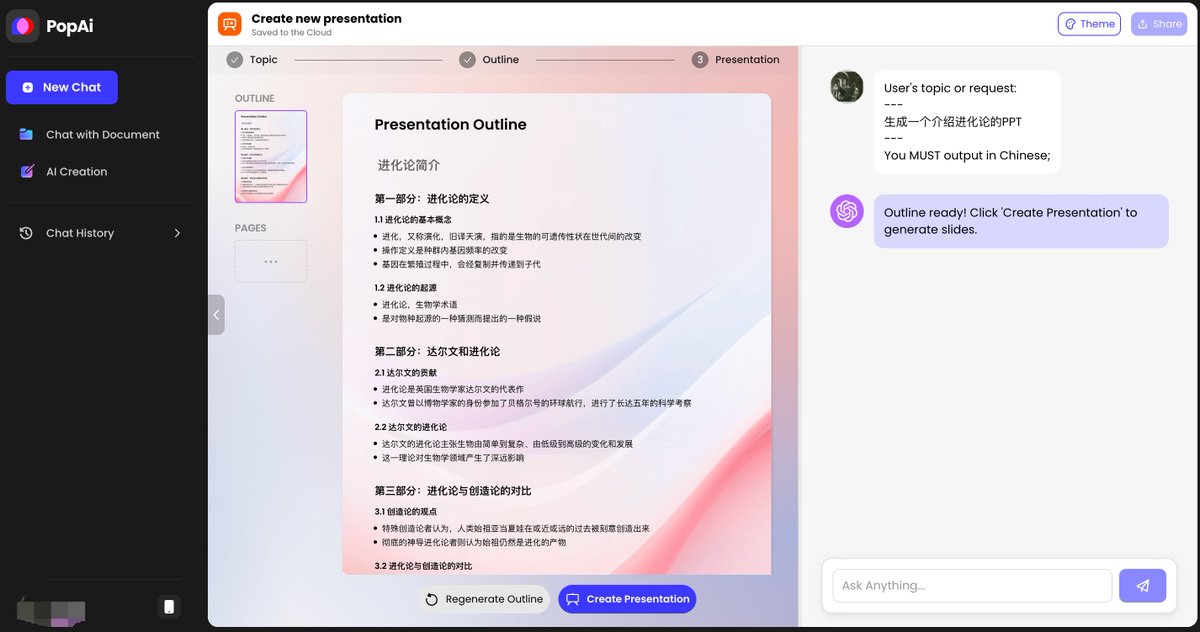 PopAi
New Chat
Chat with Document
AI Creation
Chat History
Create new presentation
Saved to the Cloud
Theme
Share
Topic
Outline
3
Presentation
OUTLINE
PAGES
Presentation Outline
进化论简介
第一部分：进化论的定义
1.1 进化论的基本概念
• 进化，又称演化，旧译天演，指的是生物的可遗传性状在世代间的改变
• 操作定义是种群内基因频率的改变
• 基因在繁殖过程中，会经复制并传递到子代
1.2 进化论的起源
• 进化论，生物学术语
• 是对物种起源的一种猜测而提出的一种假说
第二部分：达尔文和进化论
2.1 达尔文的贡献
• 进化论是英国生物学家达尔文的代表作
• 达尔文曾以博物学家的身份参加了贝格尔号的环球航行，进行了长达五年的科学考察
2.2 达尔文的进化论
• 达尔文的进化论主张生物由简单到复杂、由低级到高级的变化和发展
• 这一理论对生物学领域产生了深远影响
第三部分：进化论与创造论的对比
3.1 创造论的观点
• 特殊创造论者认为，人类始祖亚当夏娃在或近或远的过去被刻意创造出来
• 彻底的神导进化论者则认为始祖仍然是进化的产物
3.2 进化论与创造论的对比
Regenerate Outline
Create Presentation
User's topic or request:
---
生成一个介绍进化论的PPT
---
You MUST output in Chinese;
Outline ready! Click 'Create Presentation' to
generate slides.
Ask Anything...